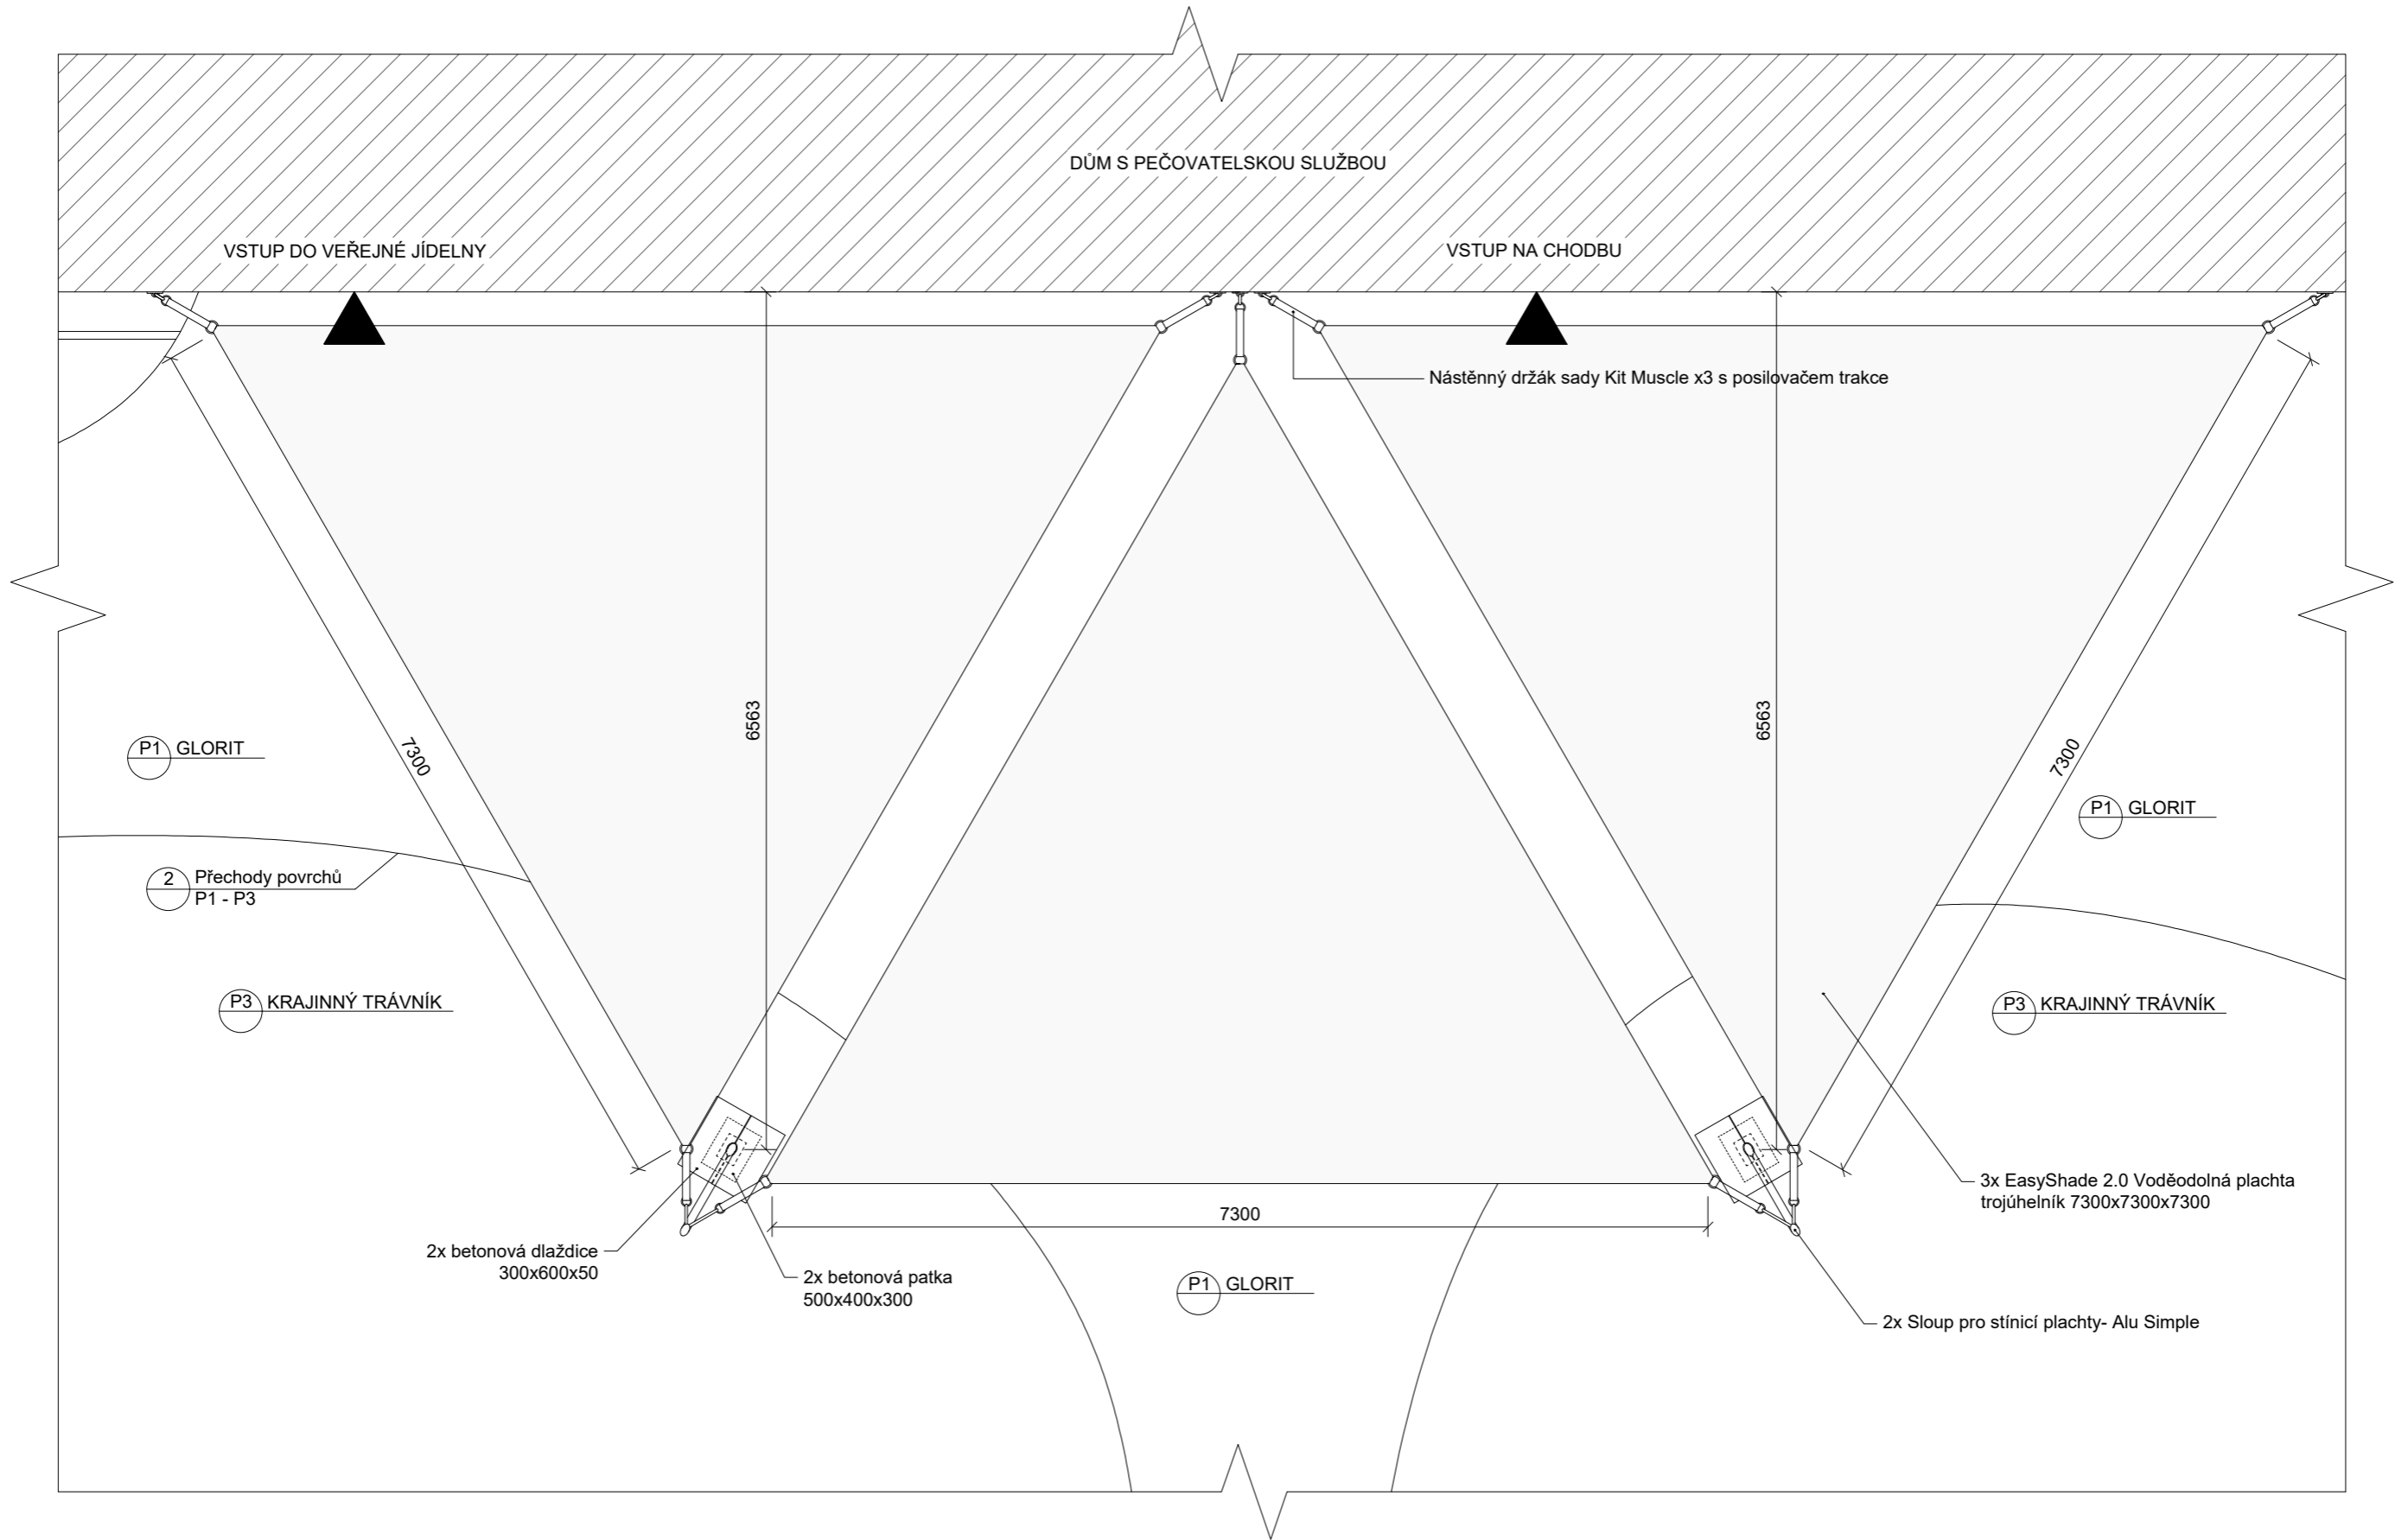 DŮM S PEČOVATELSKOU SLUŽBOU
VSTUP DO VEŘEJNÉ JÍDELNY
VSTUP NA CHODBU
Nástěnný držák sady Kit Muscle x3 s posilovačem trakce
6563
6563
7300
7300
P1 GLORIT
P1 GLORIT
2 Přechody povrchů
P1 - P3
P3 KRAJINNÝ TRÁVNÍK
P3 KRAJINNÝ TRÁVNÍK
3x EasyShade 2.0 Voděodolná plachta
trojúhelník 7300x7300x7300
7300
2x betonová dlaždice
300x600x50
2x betonová patka
500x400x300
P1 GLORIT
2x Sloup pro stínicí plachty- Alu Simple